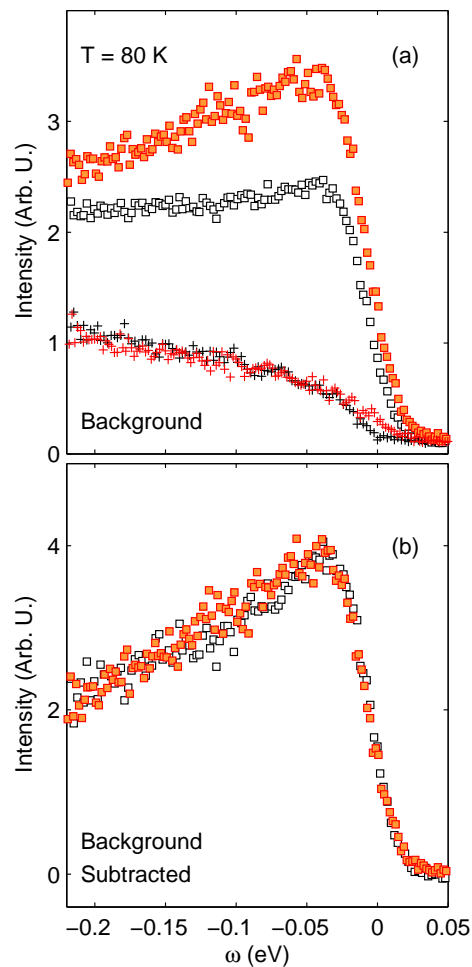 T = 80 K
(a)
3
2
1
0
Intensity (Arb. U.)
Background
(b)
4
2
0
Intensity (Arb. U.)
Background
Subtracted
−0.2 −0.15 −0.1 −0.05 0 0.05
ω (eV)